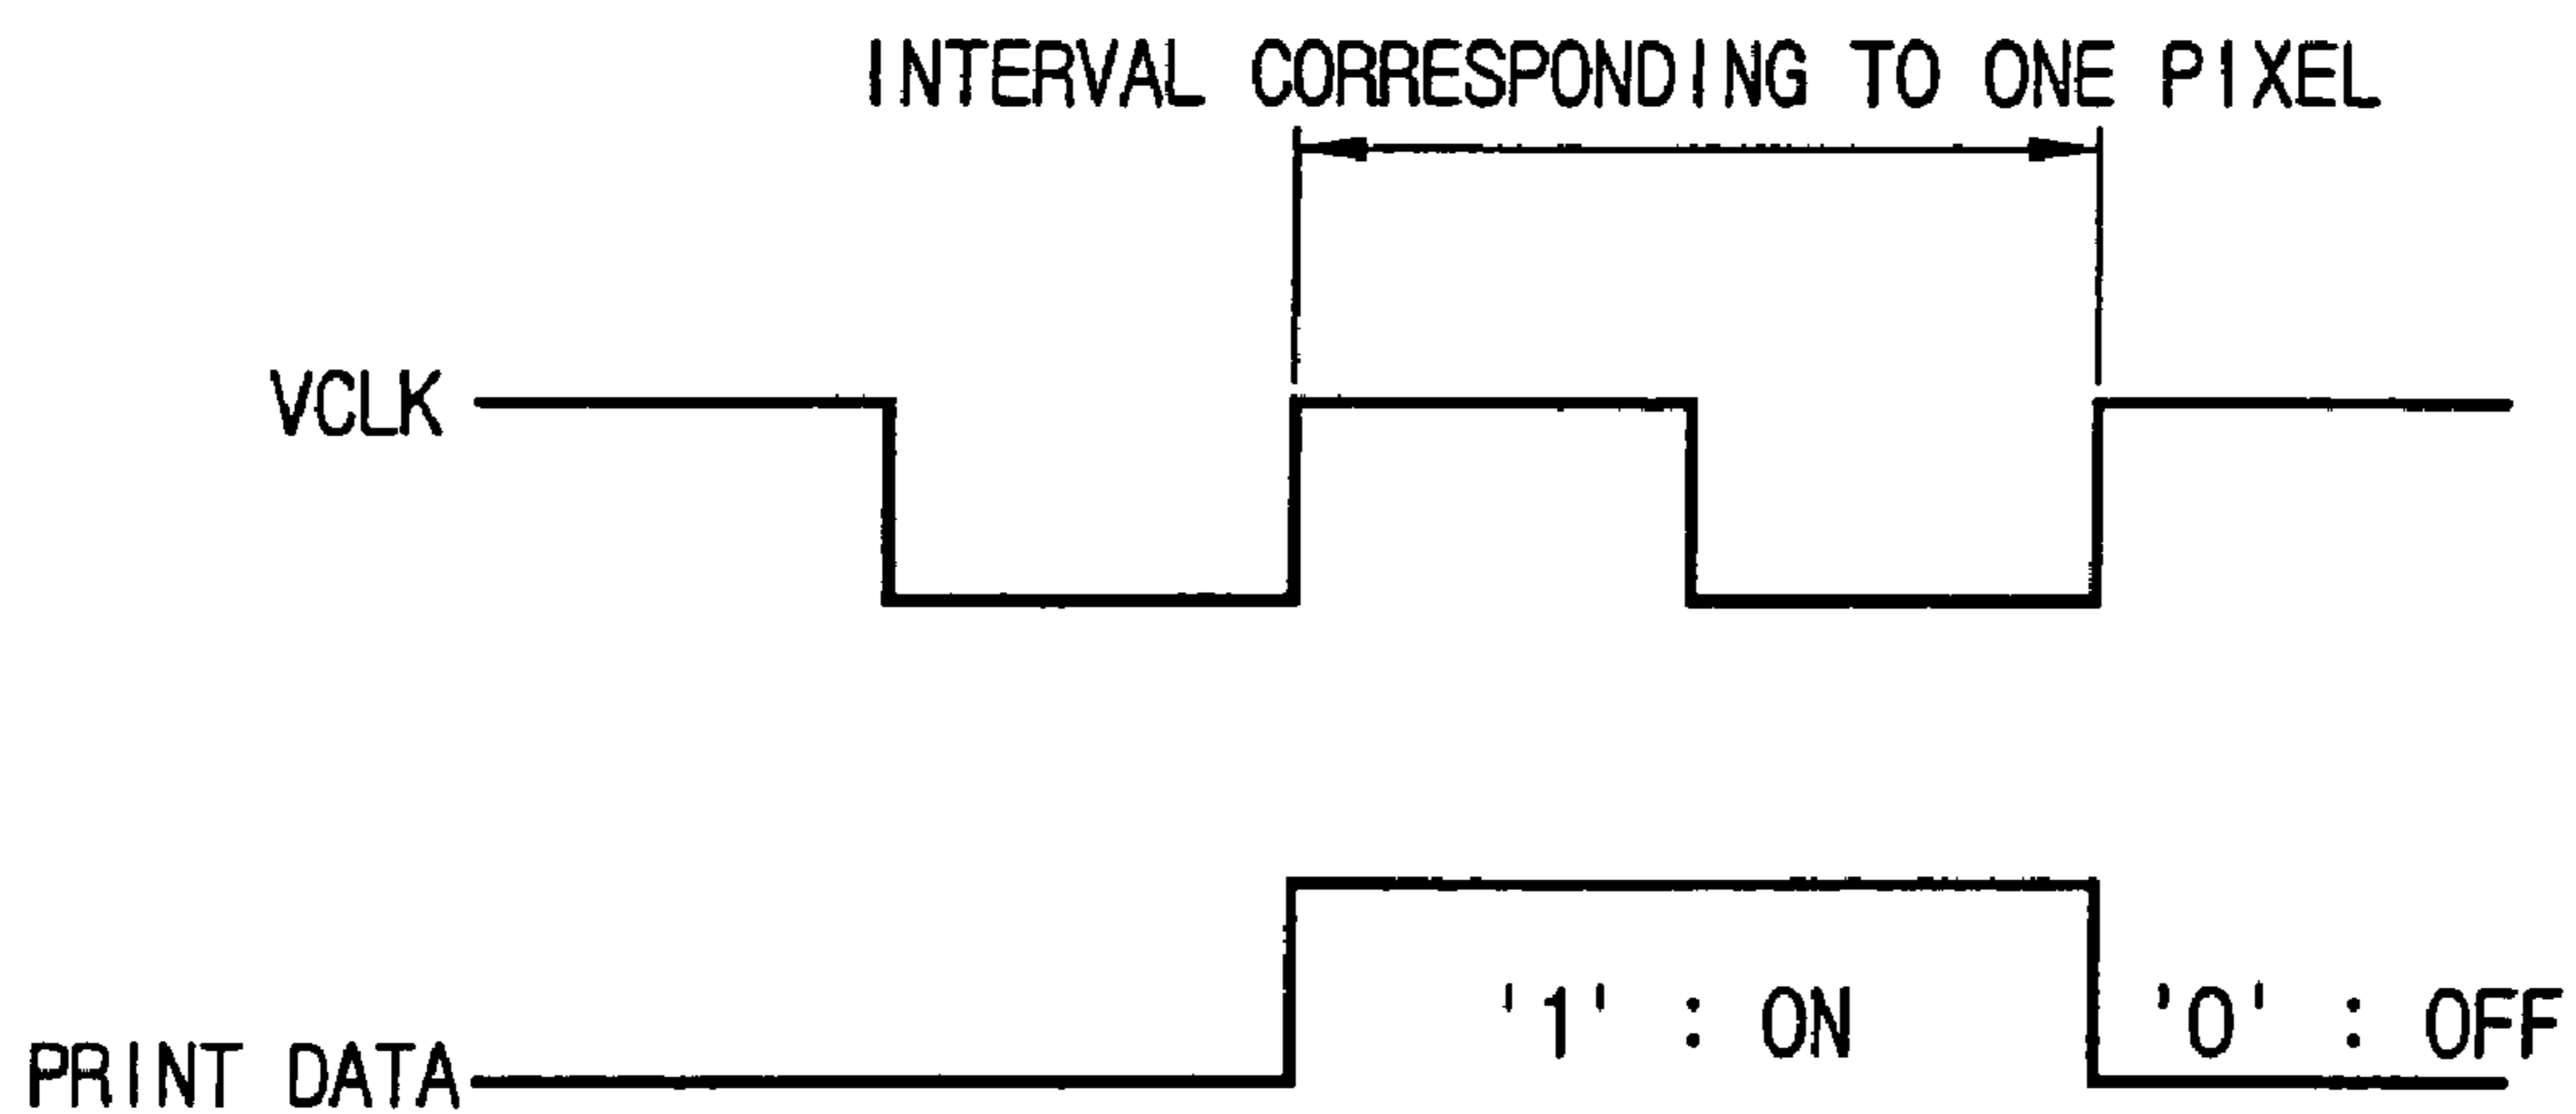 INTERVAL CORRESPONDING TO ONE PIXEL
VCLK
'1' : ON
'0' : OFF
PRINT DATA